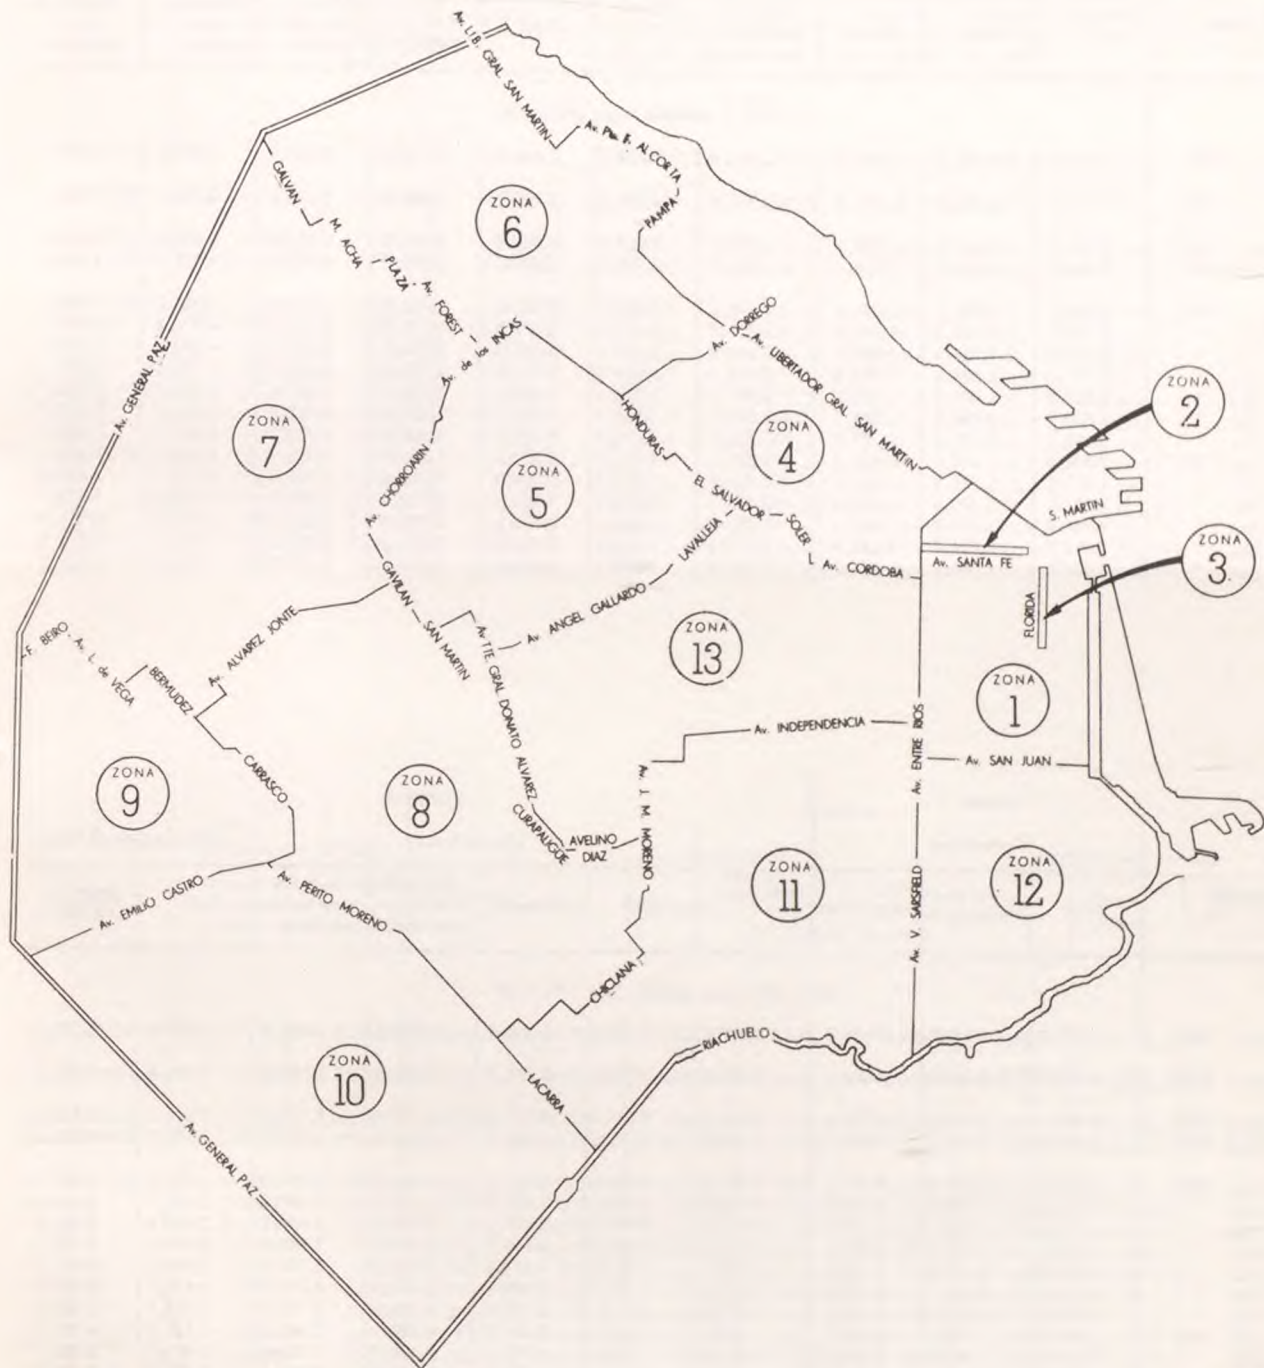 Av. LIB. GRAL. SAN MARTIN
Av. Pte. F. ALCORTA
PAMPA
GALVAN
M. ACHA
PLAZA
Av. FOREST
Av. de los INCAS
ZONA
6
Av. DORREGO
Av. LIBERTADOR GRAL SAN MARTIN
Av. GENERAL PAZ
ZONA
7
Av. CHORROARIN
ZONA
5
HONDURAS
ZONA
4
ZONA
2
EL SALVADOR
SOLER
LAVALLEJA
Av. CORDOBA
S. MARTIN
Av. SANTA FE
ZONA
3
FLORIDA
GAVILAN
SAN MARTIN
Av. ANGEL GALLARDO
Av. ALVAREZ JONTE
F. BEIRO
Av. L. de VEGA
BERMUDEZ
Av. TTE. GRAL DONATO ALVAREZ
ZONA
13
ZONA
1
Av. INDEPENDENCIA
Av. ENTRE RIOS
Av. SAN JUAN
CARRASCO
ZONA
9
ZONA
8
CURAPALIGUE
AVELINO
DIAZ
Av. J. M. MORENO
ZONA
11
Av. V. SARSFIELD
ZONA
12
Av. EMILIO CASTRO
Av. PERITO MORENO
CHICLANA
RIACHUELO
ZONA
10
LACARRA
Av. GENERAL PAZ